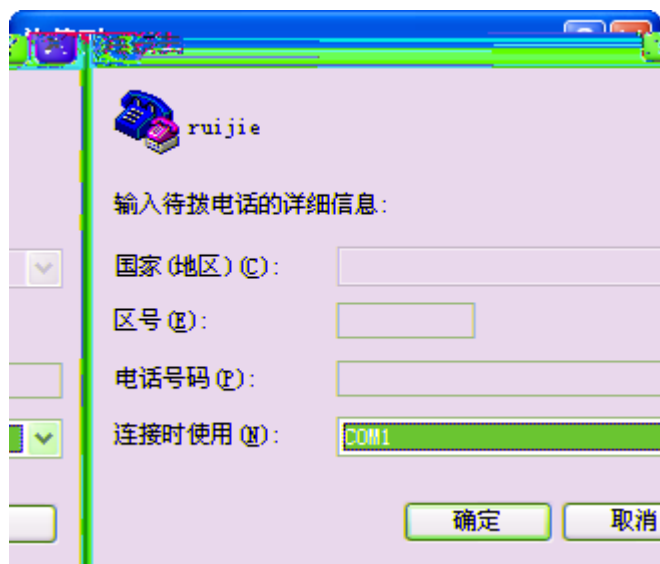 ruijie
输入待拨电话的详细信息:
国家(地区)(C):
区号(E):
电话号码(P):
连接时使用(N):
COM1
确定
取消